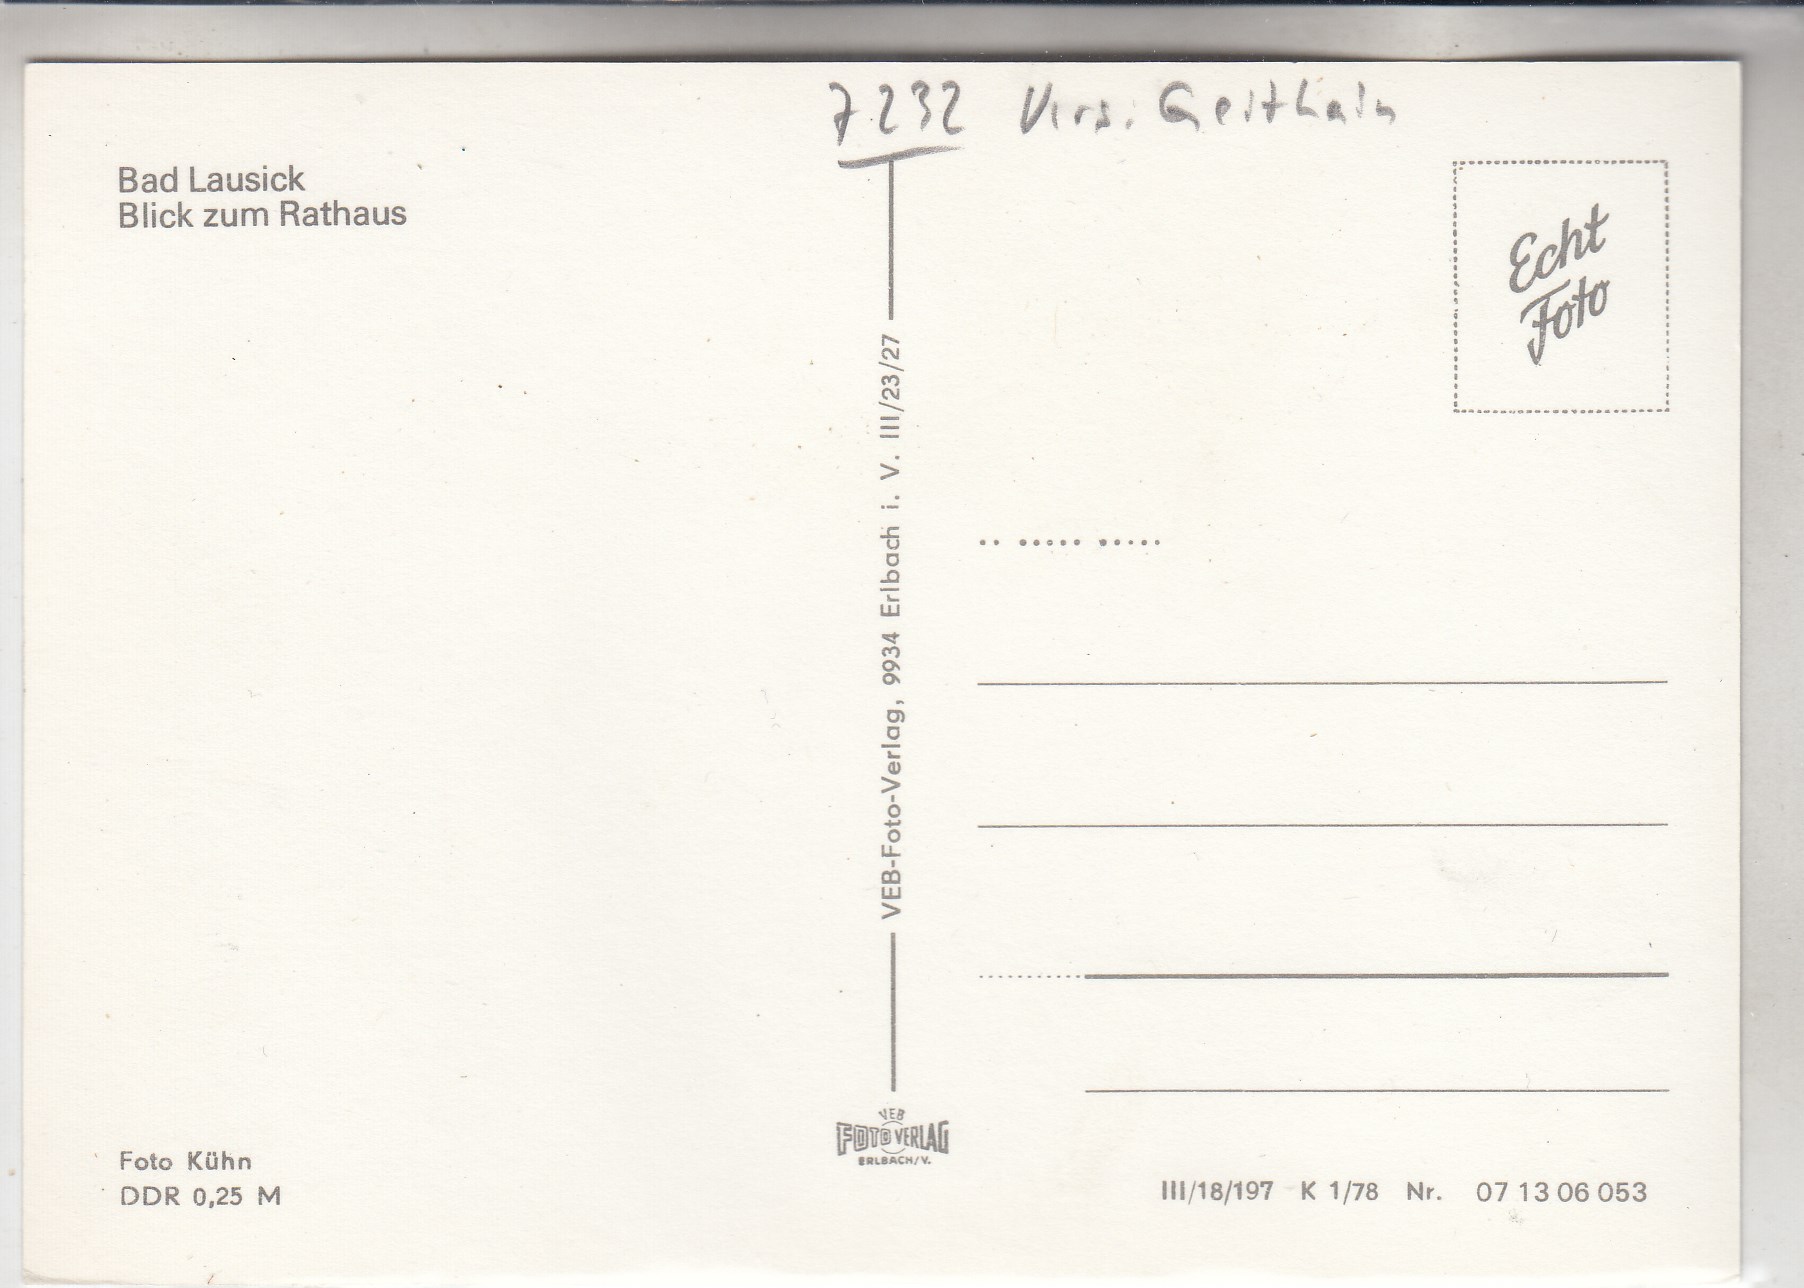 7232 Krs. Geithain
Bad Lausick
Blick zum Rathaus
Echt
Foto
VEB-Foto-Verlag, 9934 Erlbach i. V. III/23/27
Foto Kühn
DDR 0,25 M
VEB
FOTO VERLAG
ERLBACH/V.
III/18/197 K 1/78 Nr. 07 13 06 053